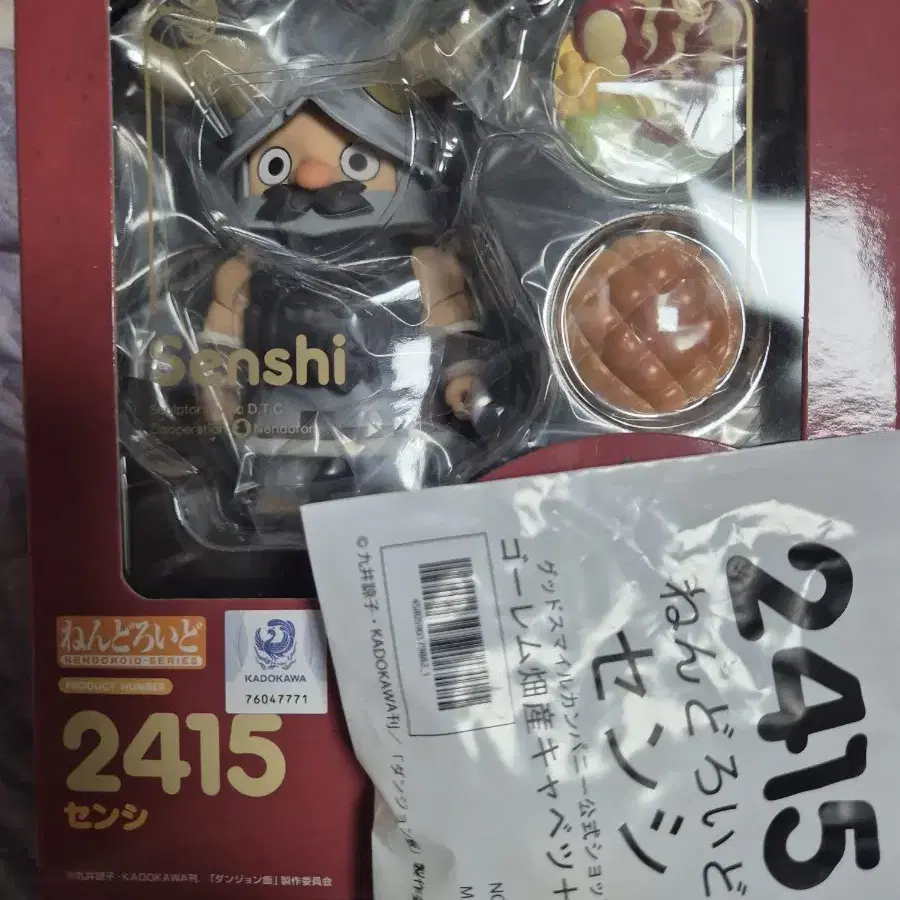 Senshi
D.T.C
Nendoron
ねんどろいど
NENDOROID-SERIES
PRODUCT NUMBER
2415
センシ
KADOKAWA
76047771
©九井諒子・KADOKAWA刊/「ダンジョン飯」製作委員会
2415
ねんどろいど
センシ
グッドスマイルカンパニー公式ショッ
ゴーレム畑産キャベツ+
©九井諒子・KADOKAWA刊/「ダンジョン飯」製作
NO
M